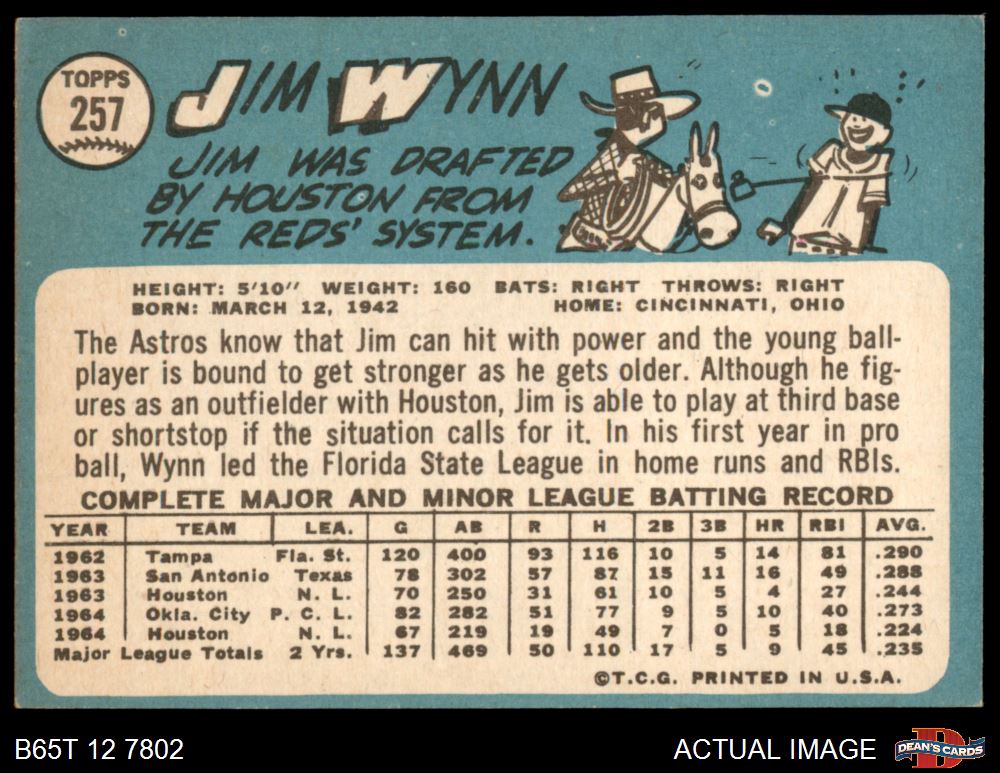 TOPPS
257
JIM WYNN
JIM WAS DRAFTED
BY HOUSTON FROM
THE REDS' SYSTEM.
HEIGHT: 5'10" WEIGHT: 160 BATS: RIGHT THROWS: RIGHT
BORN: MARCH 12, 1942 HOME: CINCINNATI, OHIO
The Astros know that Jim can hit with power and the young ball-
player is bound to get stronger as he gets older. Although he fig-
ures as an outfielder with Houston, Jim is able to play at third base
or shortstop if the situation calls for it. In his first year in pro
ball, Wynn led the Florida State League in home runs and RBIs.
COMPLETE MAJOR AND MINOR LEAGUE BATTING RECORD
YEAR TEAM LEA. G AB R H 2B 3B HR RBI AVG.
1962 Tampa Fla. St. 120 400 93 116 10 5 14 81 .290
1963 San Antonio Texas 78 302 57 87 15 11 16 49 .288
1963 Houston N. L. 70 250 31 61 10 5 4 27 .244
1964 Okla. City P. C. L. 82 282 51 77 9 5 10 40 .273
1964 Houston N. L. 67 219 19 49 7 0 5 18 .224
Major League Totals 2 Yrs. 137 469 50 110 17 5 9 45 .235
©T.C.G. PRINTED IN U.S.A.
B65T 12 7802
ACTUAL IMAGE
D
DEAN'S CARDS